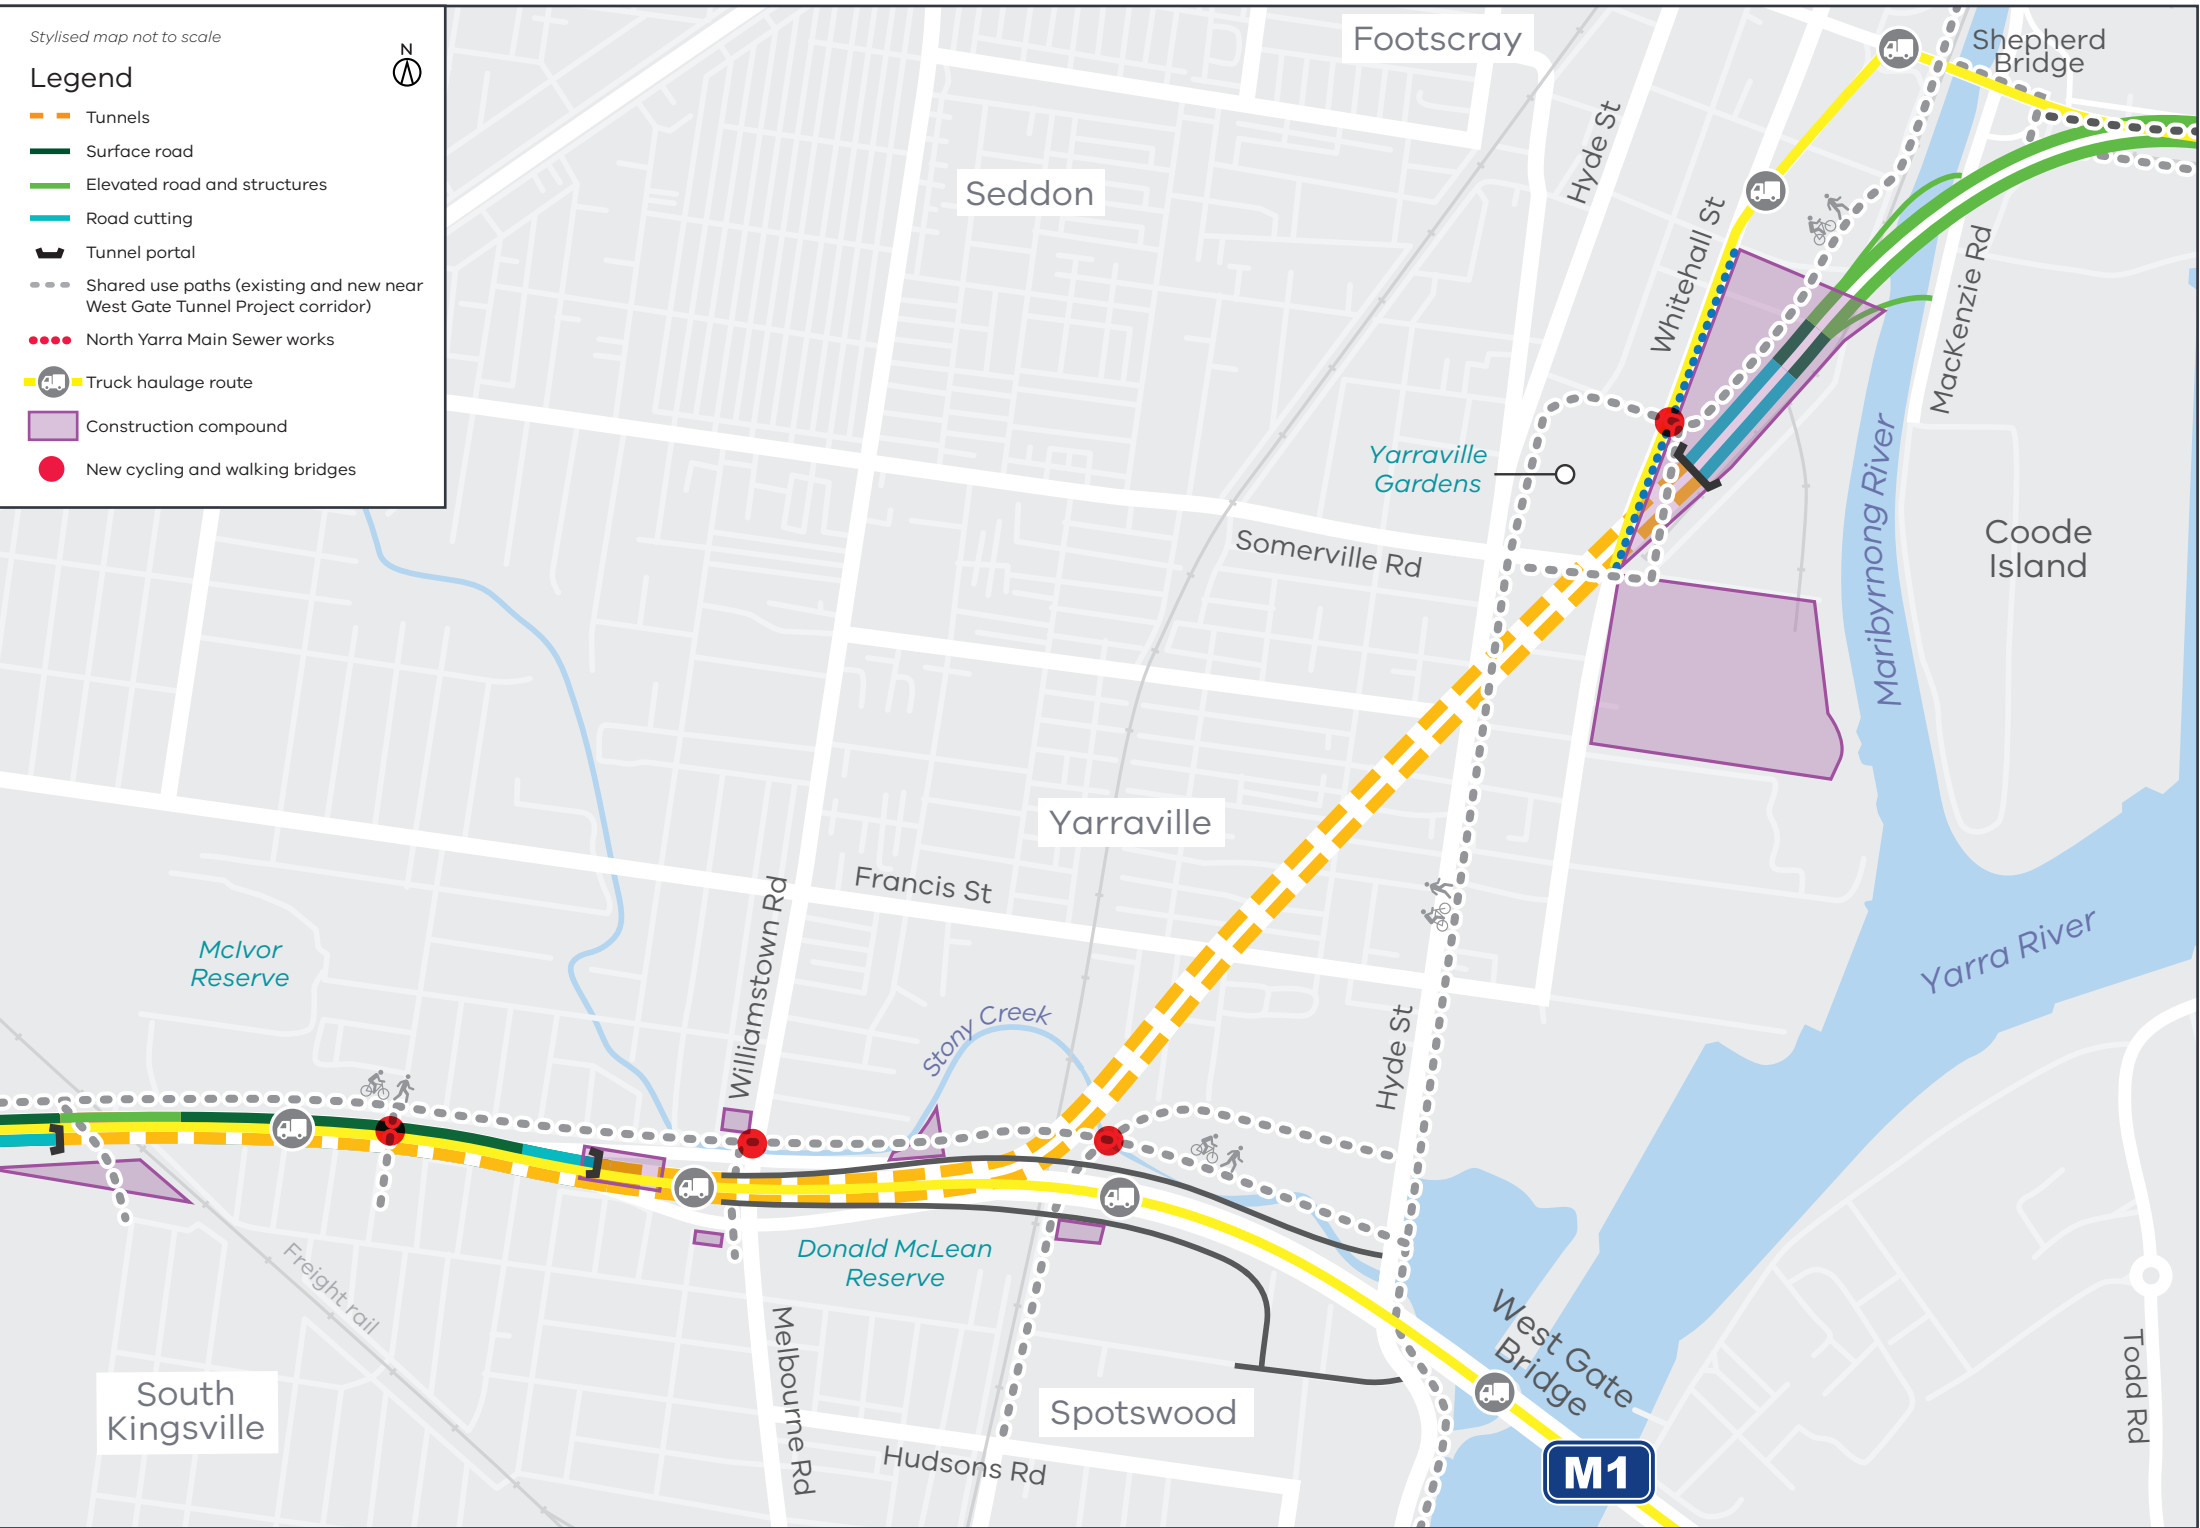 Stylised map not to scale
N
Legend
Tunnels
Surface road
Elevated road and structures
Road cutting
Tunnel portal
Shared use paths (existing and new near
West Gate Tunnel Project corridor)
North Yarra Main Sewer works
Truck haulage route
Construction compound
New cycling and walking bridges
Footscray
Shepherd
Bridge
Hyde St
Seddon
Whitehall St
MacKenzie Rd
Yarraville
Gardens
Maribyrnong River
Coode
Island
Somerville Rd
Yarraville
Francis St
Williamstown Rd
McIvor
Reserve
Yarra River
Stony Creek
Hyde St
Donald McLean
Reserve
Freight rail
West Gate
Bridge
Melbourne Rd
South
Kingsville
Spotswood
Todd Rd
Hudsons Rd
M1